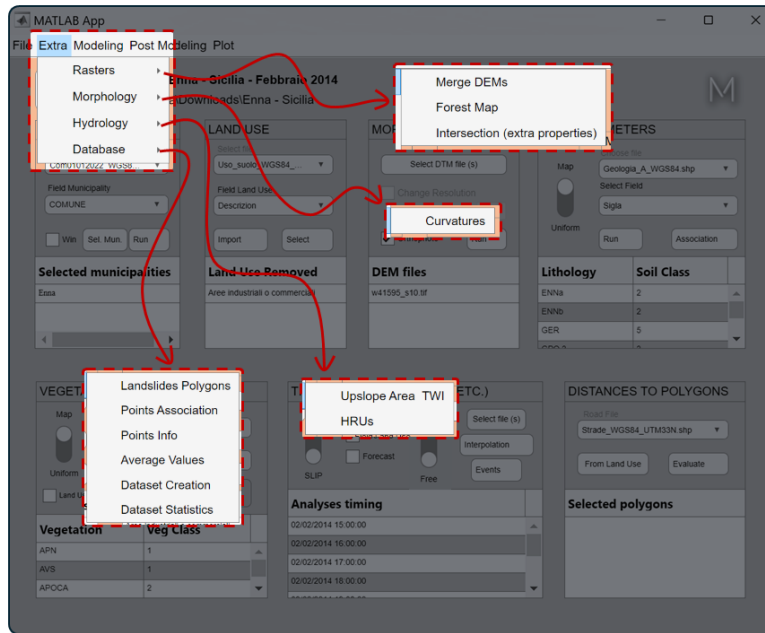 MATLAB App
File Extra Modeling Post Modeling Plot
Rasters
Morphology
Hydrology
Database
Enna - Sicilia - Febbraio 2014
\Downloads\Enna - Sicilia
M
Merge DEMs
Forest Map
Intersection (extra properties)
Curvatures
LAND USE
METERS
Com01012022_WGS8...
Field Municipality
COMUNE
Win
Sel. Mun.
Run
Select file
Uso_suolo_WGS84_...
Field Land Use
Descrizion
Import
Select
Select DTM file (s)
Change Resolution
Map
Uniform
Choose file
Geologia_A_WGS84.shp
Select Field
Sigla
Run
Association
Selected municipalities
Enna
Land Use Removed
Aree industriali o commerciali
DEM files
w41595_s10.tif
Lithology Soil Class
ENNa 2
ENNb 2
GER 5
Landslides Polygons
Points Association
Points Info
Average Values
Dataset Creation
Dataset Statistics
Upslope Area TWI
HRUs
VEGET
Map
Uniform
Land U
Vegetation Veg Class
APN 1
AVS 1
APOCA 2
ETC.)
Select file (s)
Interpolation
Events
Forecast
SLIP
Free
Analyses timing
02/02/2014 15:00:00
02/02/2014 16:00:00
02/02/2014 17:00:00
02/02/2014 18:00:00
DISTANCES TO POLYGONS
Road File
Strade_WGS84_UTM33N.shp
From Land Use
Evaluate
Selected polygons